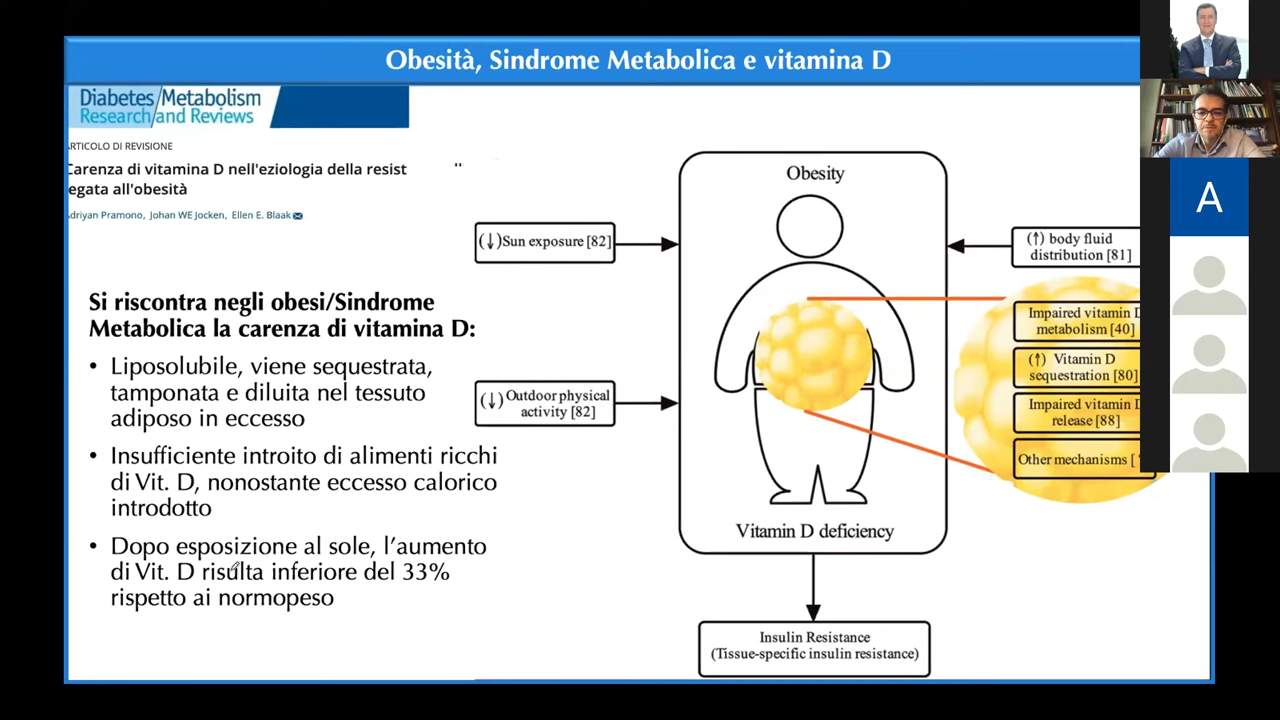 Obesità, Sindrome Metabolica e vitamina D
Diabetes/Metabolism
Research and Reviews
ARTICOLO DI REVISIONE
Carenza di vitamina D nell'eziologia della resist
legata all'obesità
Adriyan Pramono, Johan WE Jocken, Ellen E. Blaak
Si riscontra negli obesi/Sindrome
Metabolica la carenza di vitamina D:
• Liposolubile, viene sequestrata,
tamponata e diluita nel tessuto
adiposo in eccesso
• Insufficiente introito di alimenti ricchi
di Vit. D, nonostante eccesso calorico
introdotto
• Dopo esposizione al sole, l'aumento
di Vit. D risulta inferiore del 33%
rispetto ai normopeso
Obesity
(↓) Sun exposure [82]
(↓) Outdoor physical
activity [82]
Vitamin D deficiency
Insulin Resistance
(Tissue-specific insulin resistance)
(↑) body fluid
distribution [81]
Impaired vitamin D
metabolism [40]
(↑) Vitamin D
sequestration [80]
Impaired vitamin D
release [88]
Other mechanisms [
A